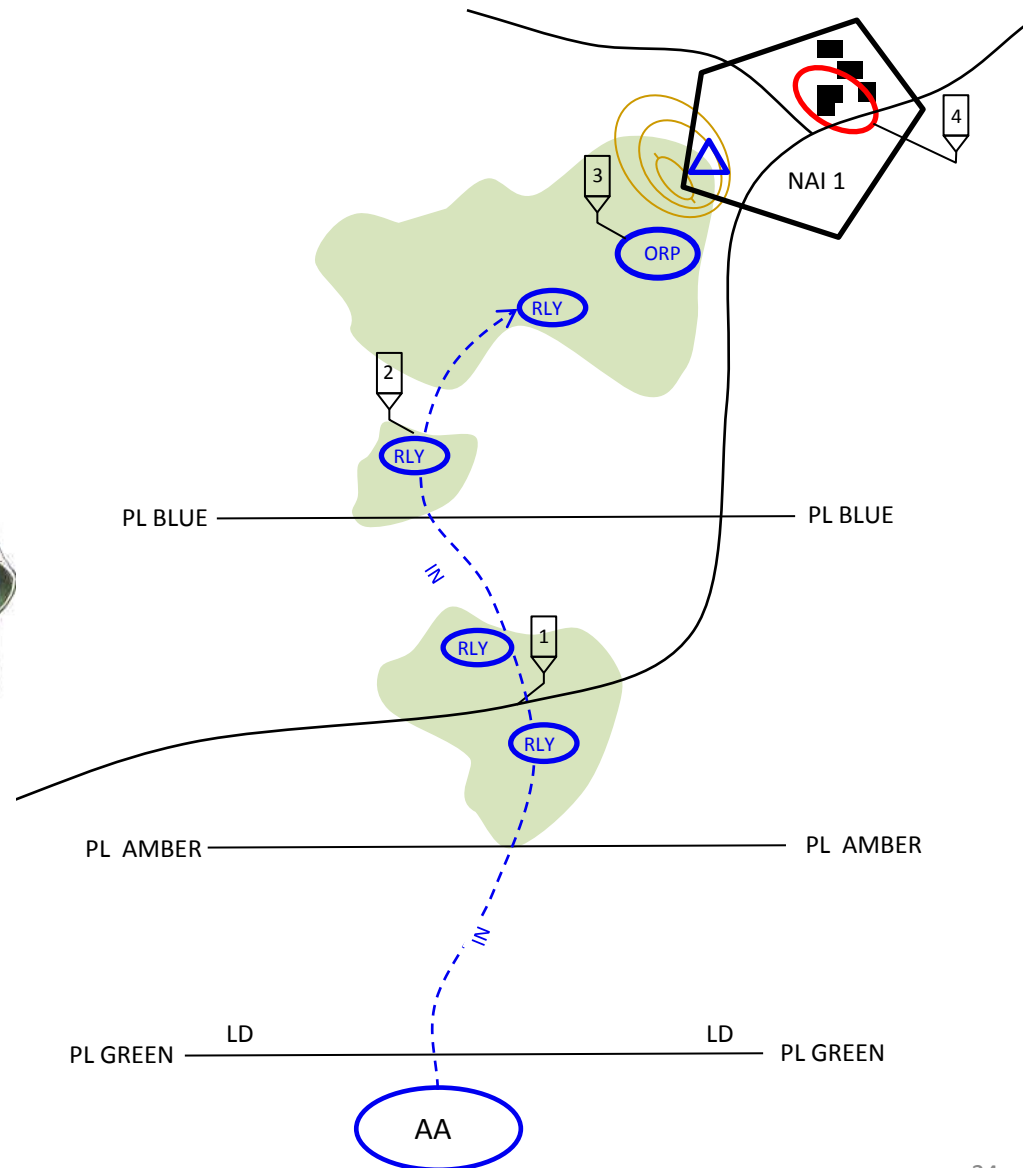 4
NAI 1
3
ORP
RLY
2
RLY
PL BLUE PL BLUE
IN
1
RLY
RLY
PL AMBER PL AMBER
IN
LD LD
PL GREEN PL GREEN
AA
24